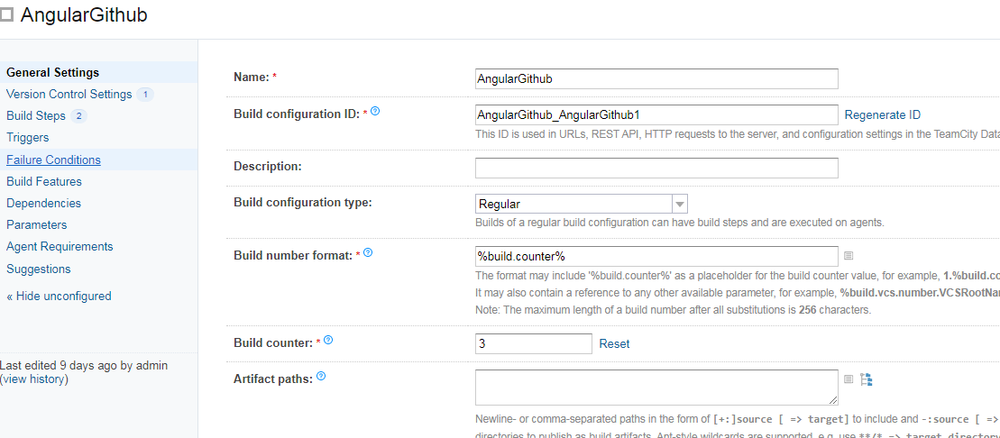 AngularGithub
General Settings
Version Control Settings 1
Build Steps 2
Triggers
Failure Conditions
Build Features
Dependencies
Parameters
Agent Requirements
Suggestions
« Hide unconfigured
Last edited 9 days ago by admin
(view history)
Name: *
AngularGithub
Build configuration ID: * ?
AngularGithub_AngularGithub1
Regenerate ID
This ID is used in URLs, REST API, HTTP requests to the server, and configuration settings in the TeamCity Data
Description:
Build configuration type:
Regular
Builds of a regular build configuration can have build steps and are executed on agents.
Build number format: * ?
%build.counter%
The format may include '%build.counter%' as a placeholder for the build counter value, for example, 1.%build.co
It may also contain a reference to any other available parameter, for example, %build.vcs.number.VCSRootNa
Note: The maximum length of a build number after all substitutions is 256 characters.
Build counter: * ?
3
Reset
Artifact paths: ?
Newline- or comma-separated paths in the form of [+:]source [ => target] to include and -:source [ =>
directories to publish as build artifacts. Ant-style wildcards are supported, e.g. use **/* => target_directory